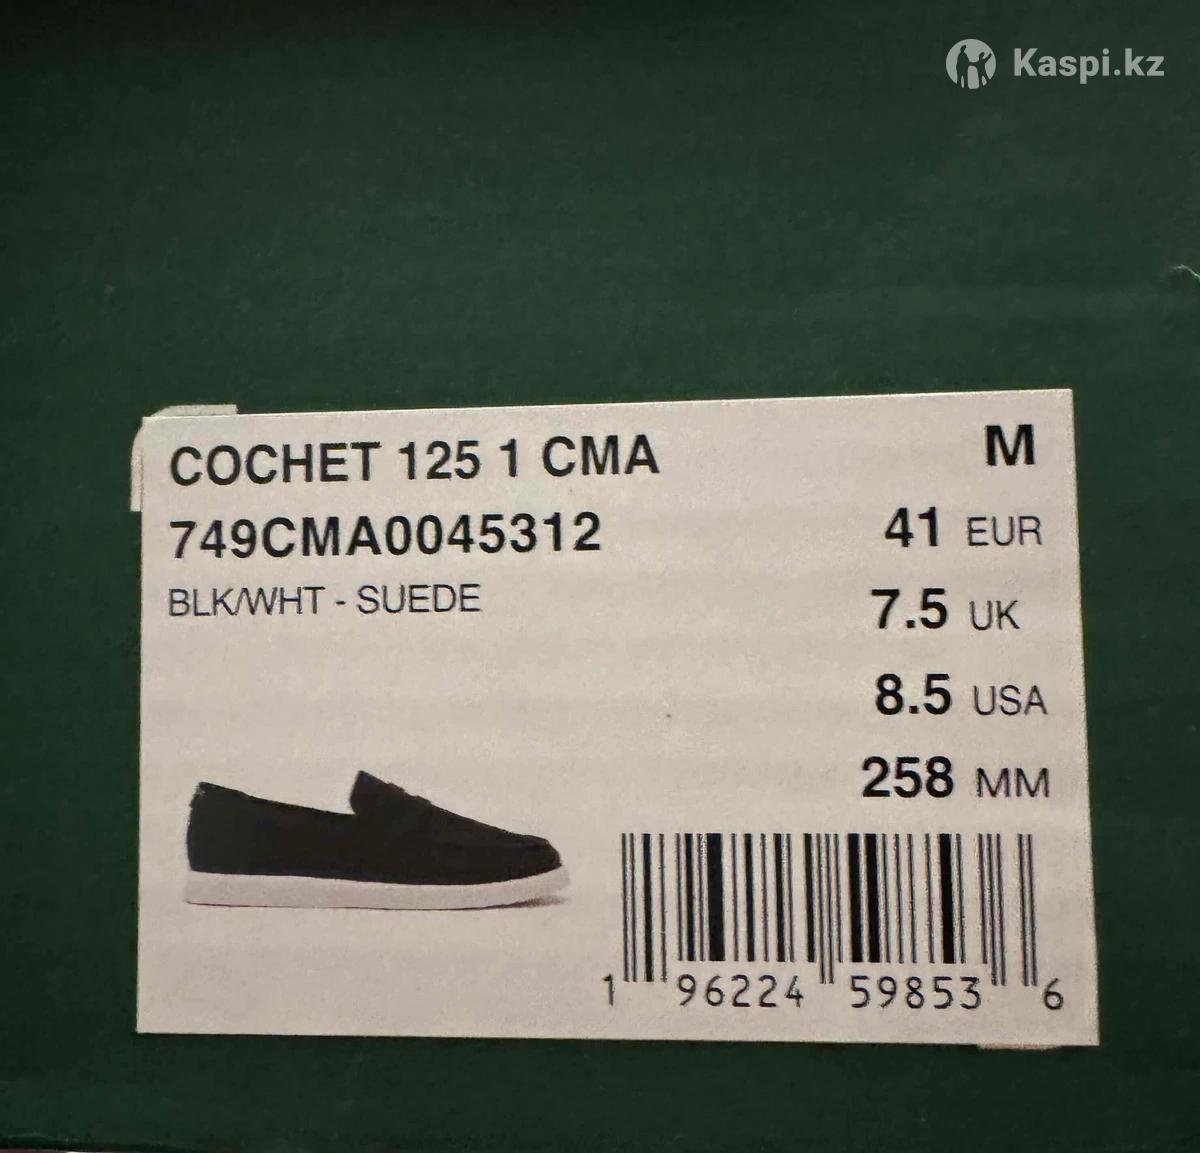 Kaspi.kz
COCHET 125 1 CMA
M
749CMA0045312
41 EUR
BLK/WHT - SUEDE
7.5 UK
8.5 USA
258 MM
1 96224 59853 6